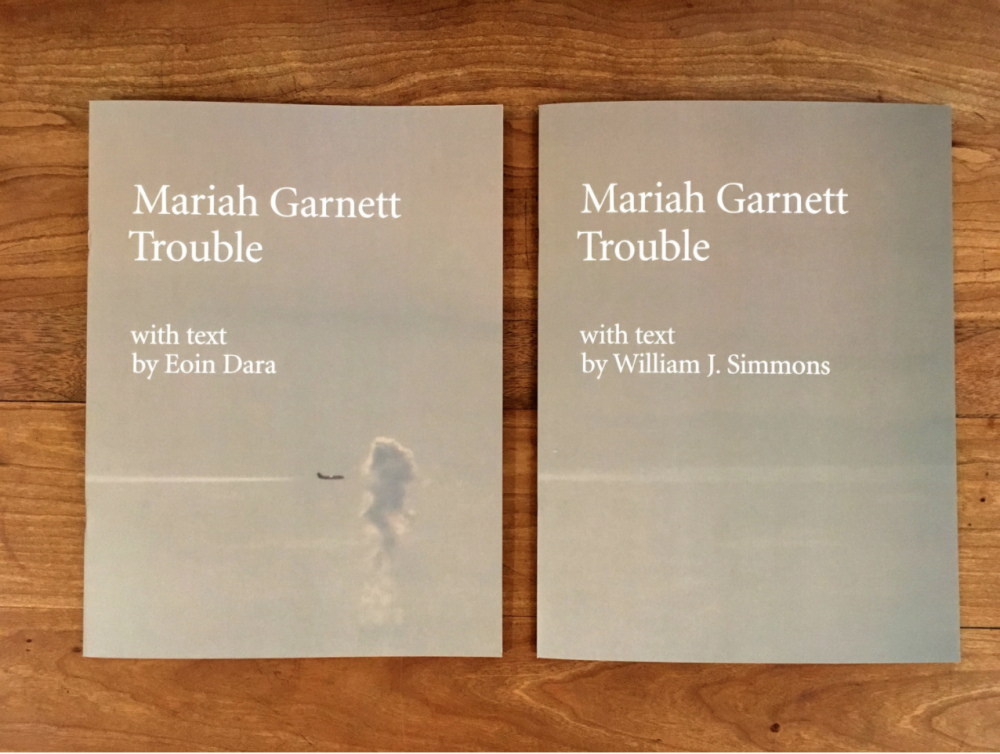 Mariah Garnett
Trouble
with text
by Eoin Dara
Mariah Garnett
Trouble
with text
by William J. Simmons